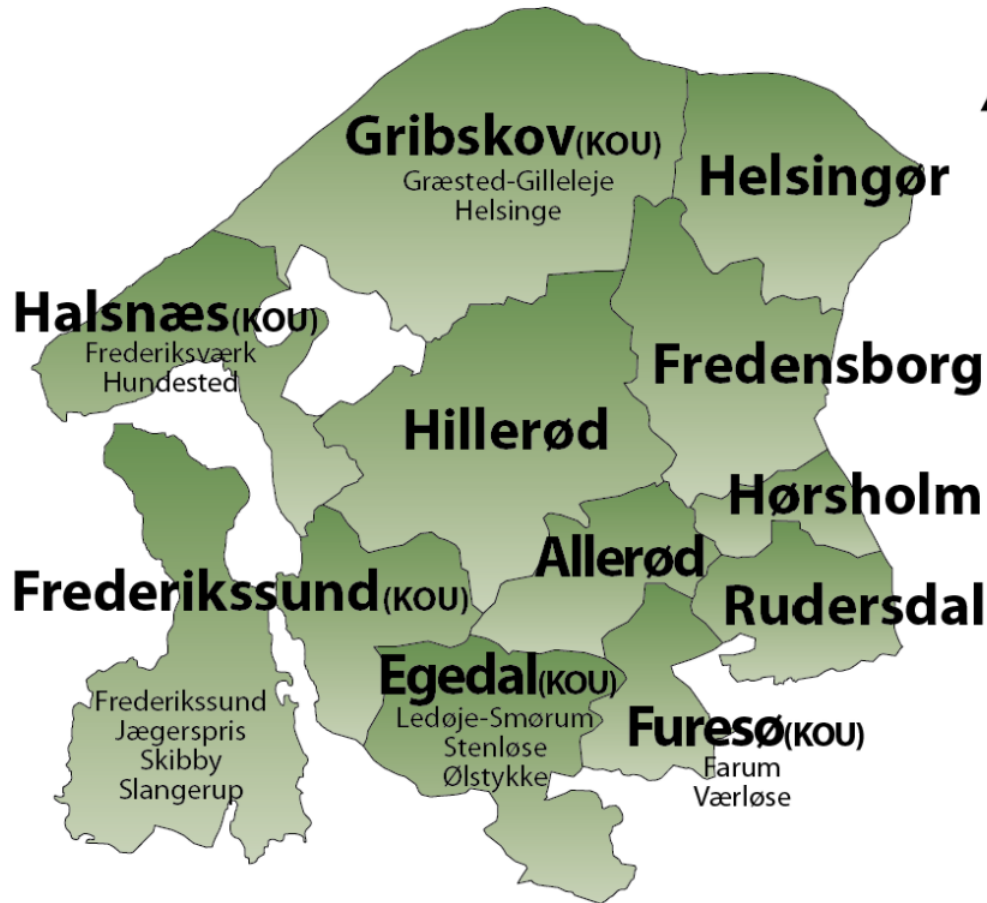 Gribskov(KOU)
Græsted-Gilleleje
Helsinge
Helsingør
Halsnæs(KOU)
Frederiksværk
Hundested
Fredensborg
Hillerød
Hørsholm
Allerød
Frederikssund(KOU)
Rudersdal
Frederikssund
Jægerspris
Skibby
Slangerup
Egedal(KOU)
Ledøje-Smørum
Stenløse
Ølstykke
Furesø(KOU)
Farum
Værløse